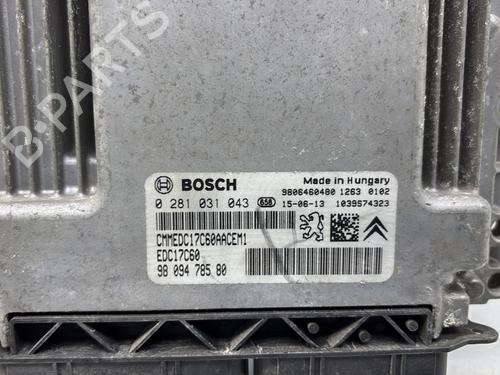 B-PARTS
BOSCH
Made in Hungary
9806460480 1263 0102
0 281 031 043 658 15-06-13 1039S74323
CMMEDC17C60AACEM1
EDC17C60
98 094 785 80